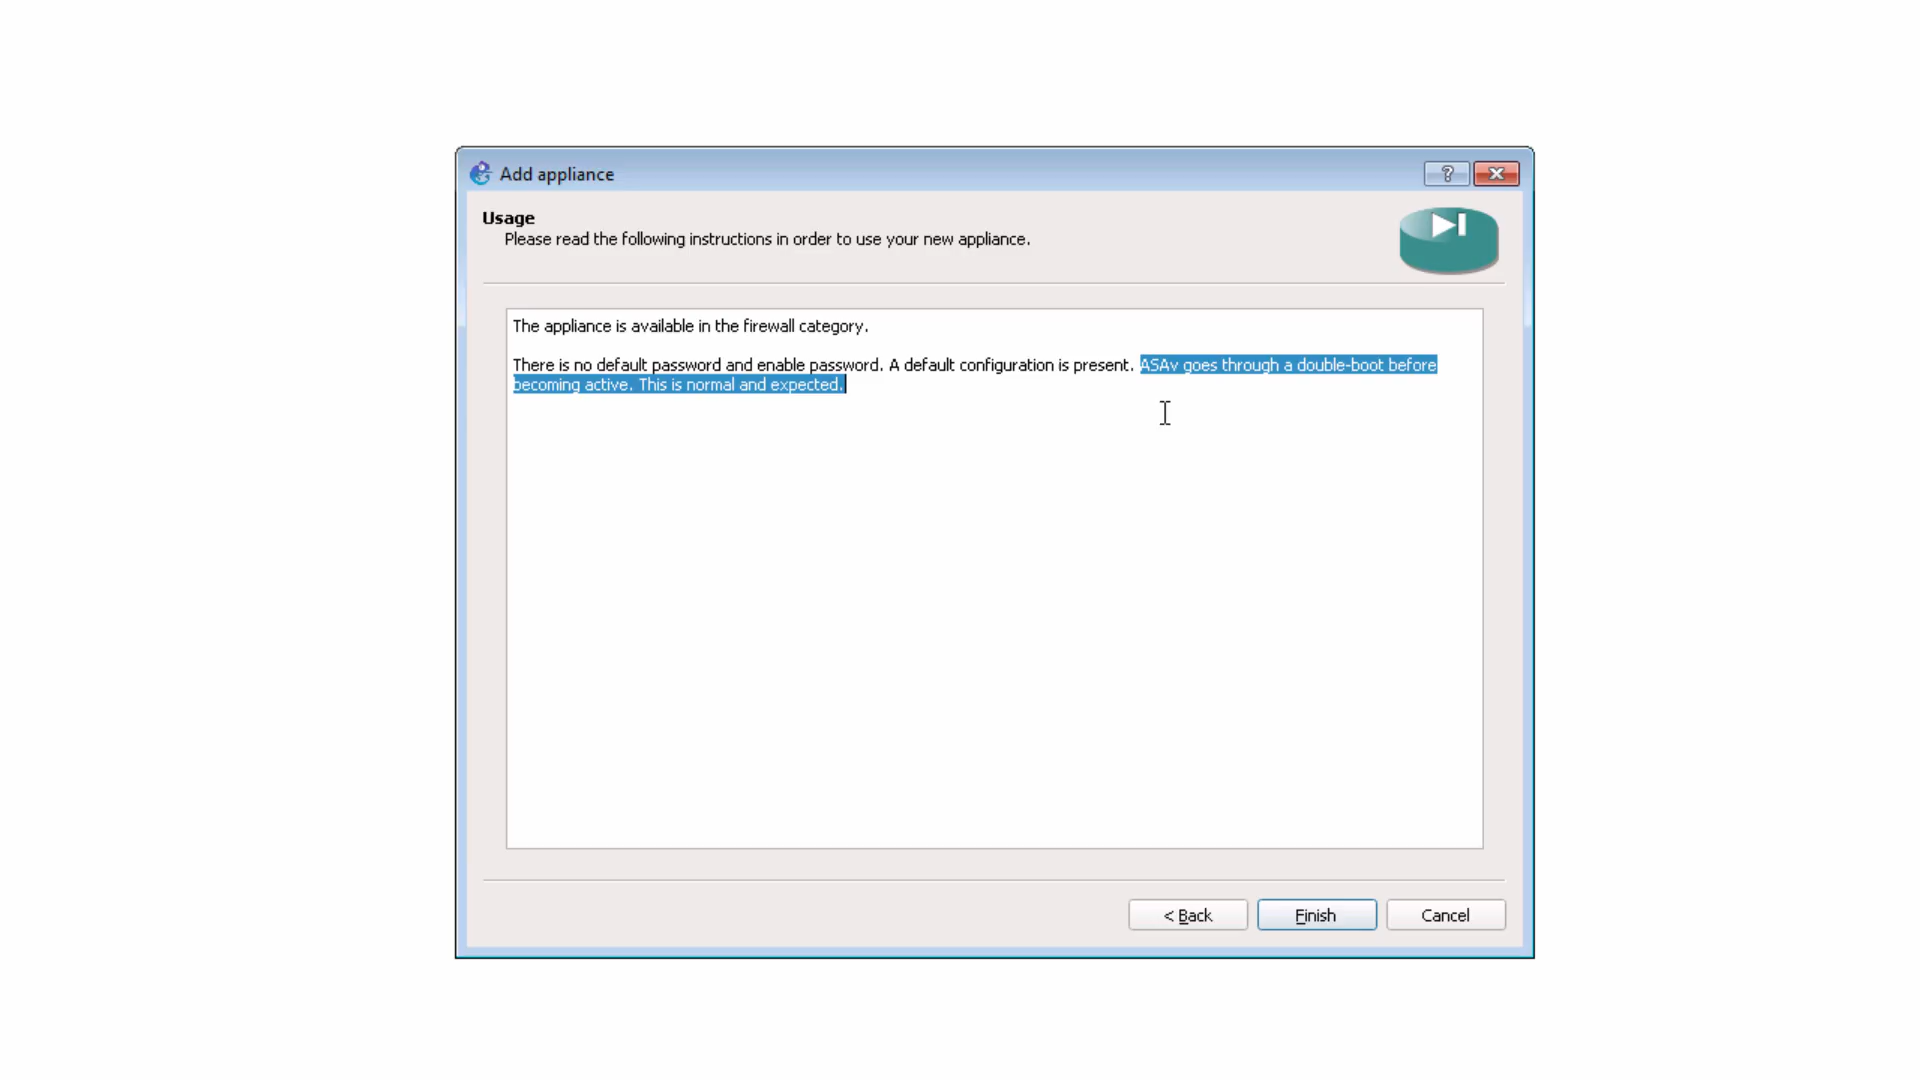 Add appliance
?
Usage
Please read the following instructions in order to use your new appliance.
The appliance is available in the firewall category.
There is no default password and enable password. A default configuration is present. ASAv goes through a double-boot before
becoming active. This is normal and expected.
< Back
Finish
Cancel